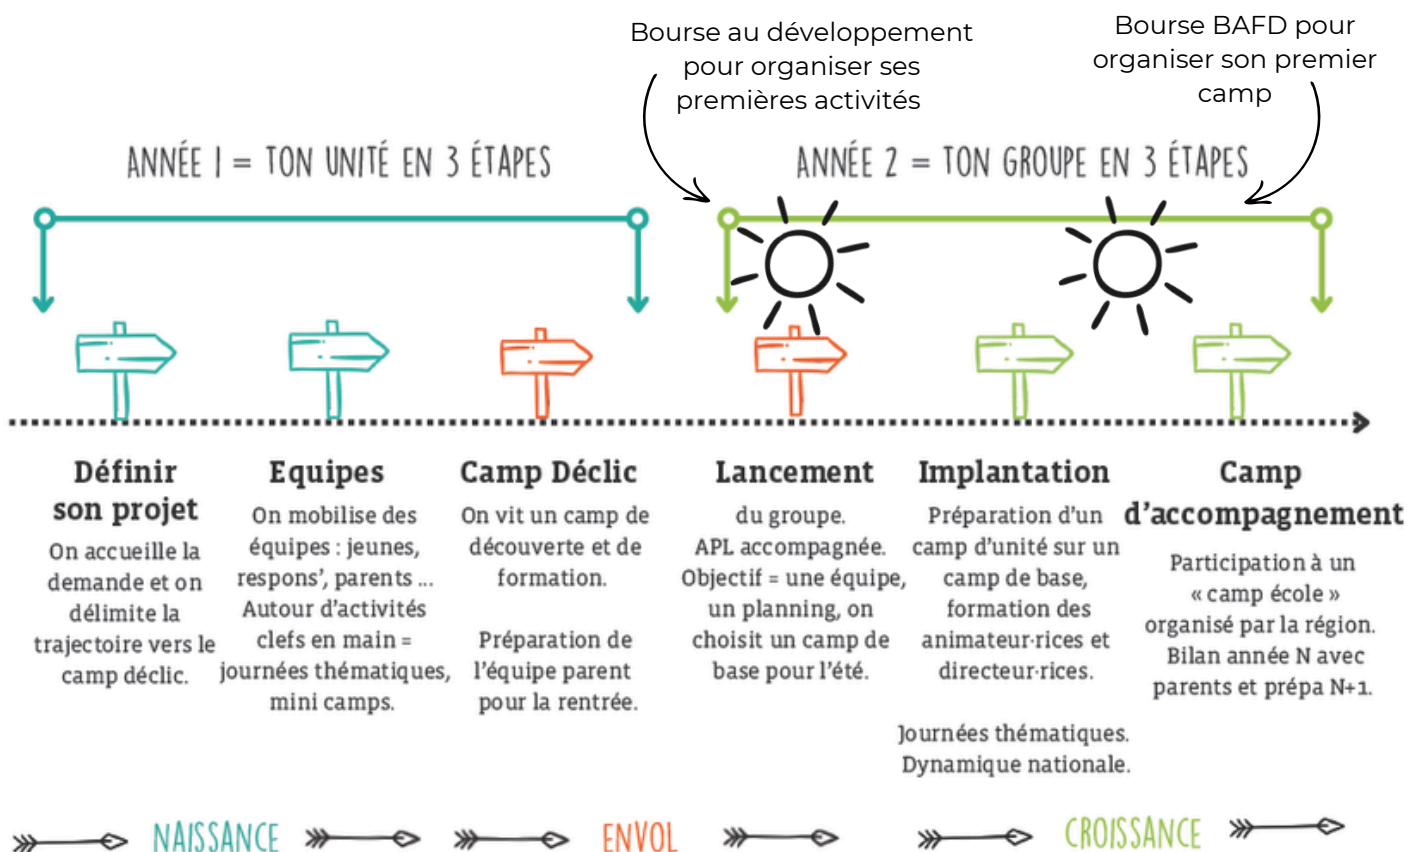 Bourse au développement
pour organiser ses
premières activités
Bourse BAFD pour
organiser son premier
camp
ANNÉE 1 = TON UNITÉ EN 3 ÉTAPES
ANNÉE 2 = TON GROUPE EN 3 ÉTAPES
Définir
son projet
On accueille la
demande et on
délimite la
trajectoire vers le
camp déclic.
Equipes
On mobilise des
équipes : jeunes,
respons', parents ...
Autour d'activités
clefs en main =
journées thématiques,
mini camps.
Camp Déclic
On vit un camp de
découverte et de
formation.
Préparation de
l'équipe parent
pour la rentrée.
Lancement
du groupe.
APL accompagnée.
Objectif = une équipe,
un planning, on
choisit un camp de
base pour l'été.
Implantation
Préparation d'un
camp d'unité sur un
camp de base,
formation des
animateur·rices et
directeur·rices.
Journées thématiques.
Dynamique nationale.
Camp
d'accompagnement
Participation à un
« camp école »
organisé par la région.
Bilan année N avec
parents et prépa N+1.
NAISSANCE
ENVOL
CROISSANCE